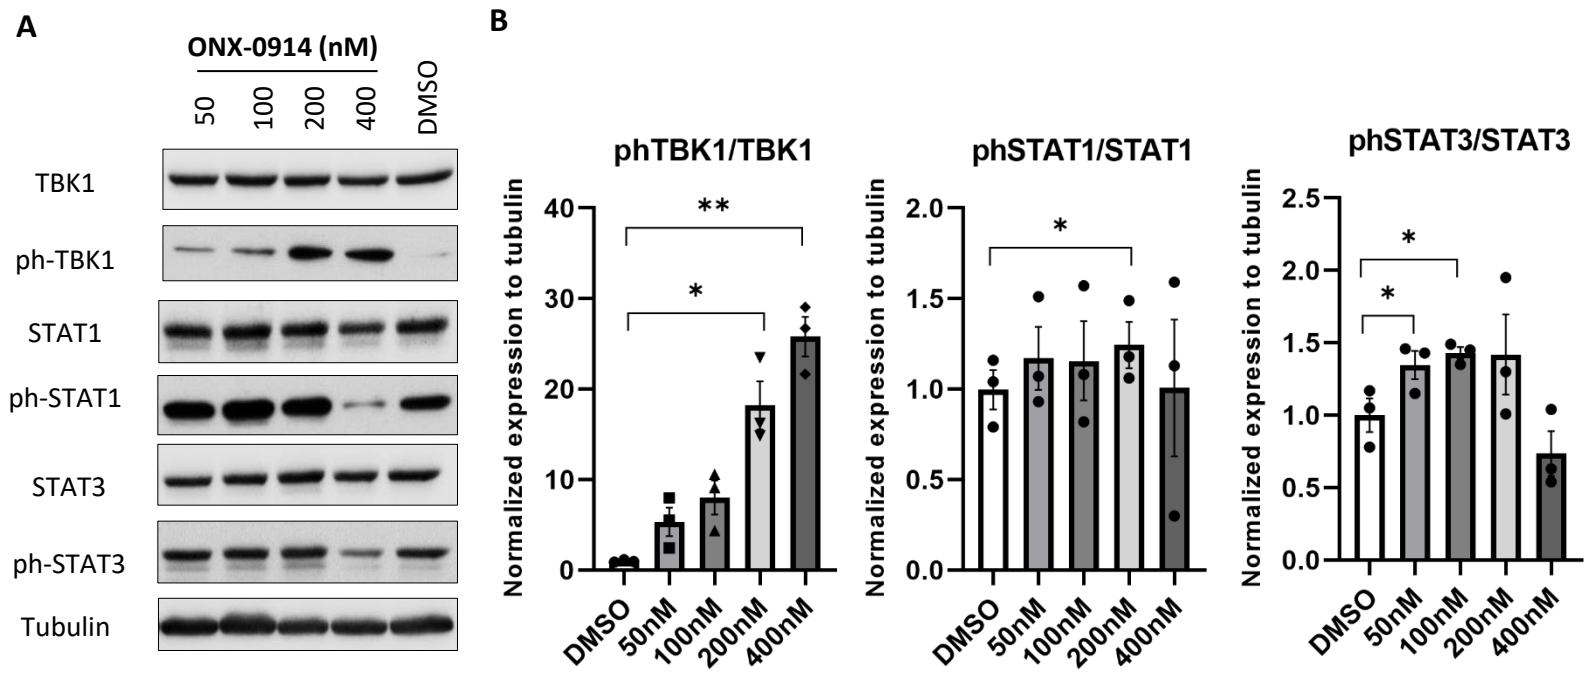 A
ONX-0914 (nM)
50
100
200
400
DMSO
TBK1
ph-TBK1
STAT1
ph-STAT1
STAT3
ph-STAT3
Tubulin
B
phTBK1/TBK1
Normalized expression to tubulin
40
30
20
10
0
**
*
DMSO
50nM
100nM
200nM
400nM
phSTAT1/STAT1
Normalized expression to tubulin
2.0
1.5
1.0
0.5
0.0
*
DMSO
50nM
100nM
200nM
400nM
phSTAT3/STAT3
Normalized expression to tubulin
2.5
2.0
1.5
1.0
0.5
0.0
*
*
DMSO
50nM
100nM
200nM
400nM